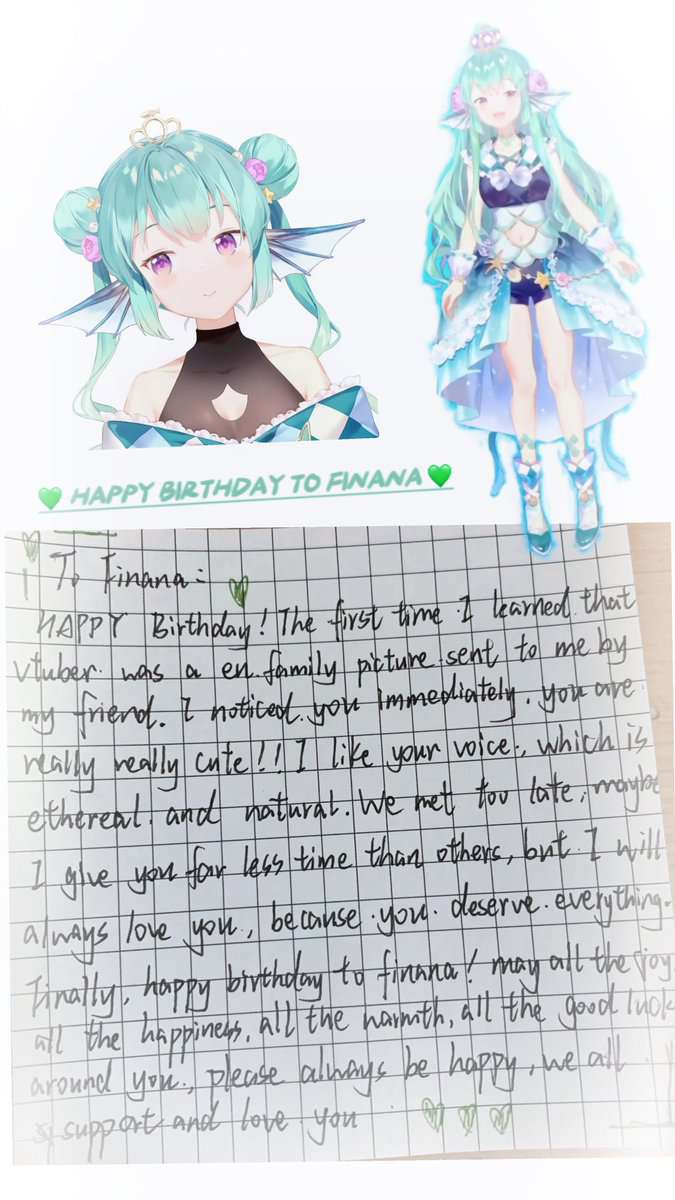 💚 HAPPY BIRTHDAY TO FINANA 💚
To Finana:
HAPPY Birthday! The first time I learned that
Vtuber was a en family picture sent to me by
my friend. I noticed you immediately. you are
really really cute!! I like your voice, which is
ethereal and natural. We met too late, maybe
I give you far less time than others, but I will
always love you, because you deserve everything.
Finally, happy birthday to finana! may all the joy
all the happiness, all the warmth, all the good luck
around you, please always be happy, we all
support and love you